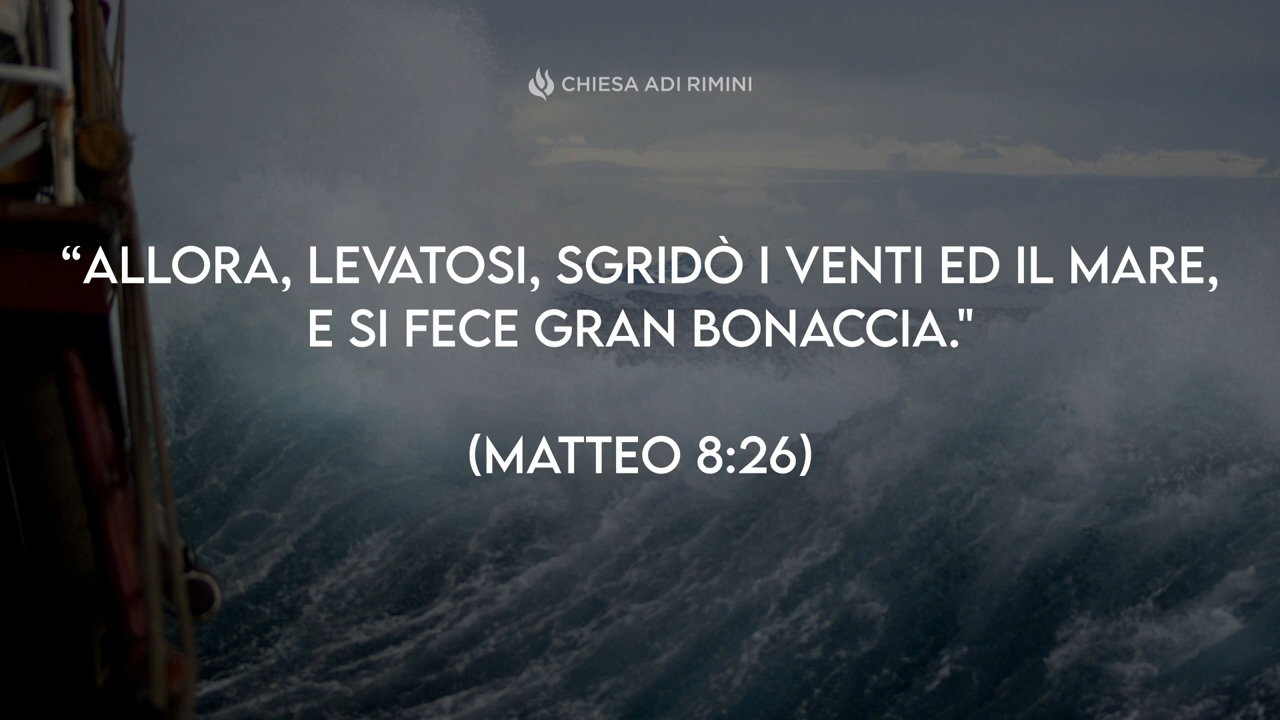 CHIESA ADI RIMINI
“ALLORA, LEVATOSI, SGRIDÒ I VENTI ED IL MARE,
E SI FECE GRAN BONACCIA."
(MATTEO 8:26)